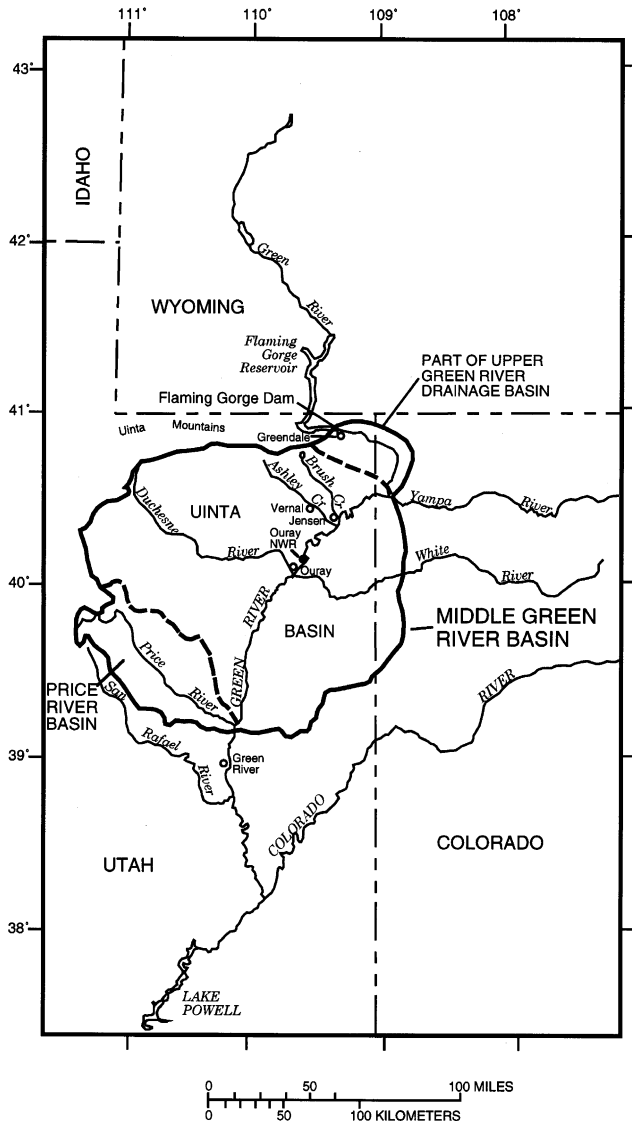 111°
110°
109°
108°
43°
IDAHO
42°
Green
River
WYOMING
Flaming
Gorge
Reservoir
PART OF UPPER
GREEN RIVER
DRAINAGE BASIN
Flaming Gorge Dam
41°
Uinta Mountains
Greendale
Ashley
Cr
Brush
Cr
Duchesne
River
UINTA
Vernal
Jensen
Ouray
NWR
Ouray
Yampa
River
White
River
40°
GREEN RIVER
BASIN
MIDDLE GREEN
RIVER BASIN
Price
River
PRICE
RIVER
BASIN
San
Rafael
River
39°
Green
River
COLORADO
RIVER
UTAH
COLORADO
38°
LAKE
POWELL
0 50 100 MILES
0 50 100 KILOMETERS